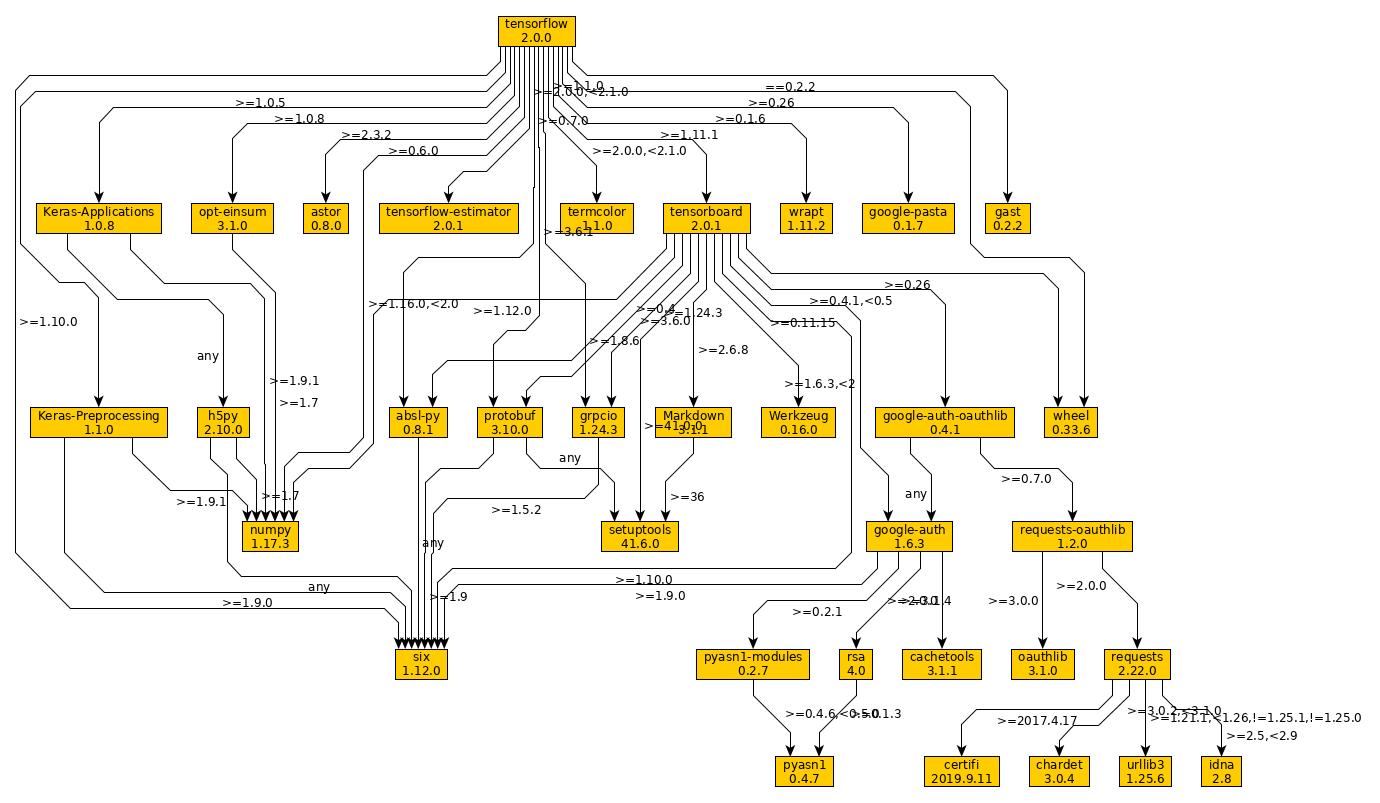 tensorflow
2.0.0
>=1.1.0
==0.2.2
>=2.0.0,<2.1.0
>=1.0.5
>=0.26
>=1.0.8
>=0.7.0
>=0.1.6
>=2.3.2
>=1.11.1
>=0.6.0
>=2.0.0,<2.1.0
Keras-Applications
1.0.8
opt-einsum
3.1.0
astor
0.8.0
tensorflow-estimator
2.0.1
termcolor
1.1.0
tensorboard
2.0.1
wrapt
1.11.2
google-pasta
0.1.7
gast
0.2.2
>=3.6.1
>=0.26
>=1.16.0,<2.0
>=0.4.1,<0.5
>=1.12.0
>=0.4
>=1.24.3
>=1.10.0
>=3.6.0
>=0.11.15
>=1.8.6
any
>=2.6.8
>=1.9.1
>=1.6.3,<2
>=1.7
Keras-Preprocessing
1.1.0
h5py
2.10.0
absl-py
0.8.1
protobuf
3.10.0
grpcio
1.24.3
Markdown
3.1.1
>=41.0.0
Werkzeug
0.16.0
google-auth-oauthlib
0.4.1
wheel
0.33.6
any
>=0.7.0
>=1.9.1
>=1.7
>=1.5.2
>=36
any
numpy
1.17.3
setuptools
41.6.0
google-auth
1.6.3
requests-oauthlib
1.2.0
any
>=1.10.0
any
>=1.9.0
>=1.9
>=1.9.0
>=0.2.1
>=2.0.0
>=3.1.4
>=3.0.0
>=2.0.0
six
1.12.0
pyasn1-modules
0.2.7
rsa
4.0
cachetools
3.1.1
oauthlib
3.1.0
requests
2.22.0
>=0.4.6,<0.5.0
>=0.1.3
>=2017.4.17
>=3.0.2,<3.1.0
>=1.21.1,<1.26,!=1.25.1,!=1.25.0
>=2.5,<2.9
pyasn1
0.4.7
certifi
2019.9.11
chardet
3.0.4
urllib3
1.25.6
idna
2.8